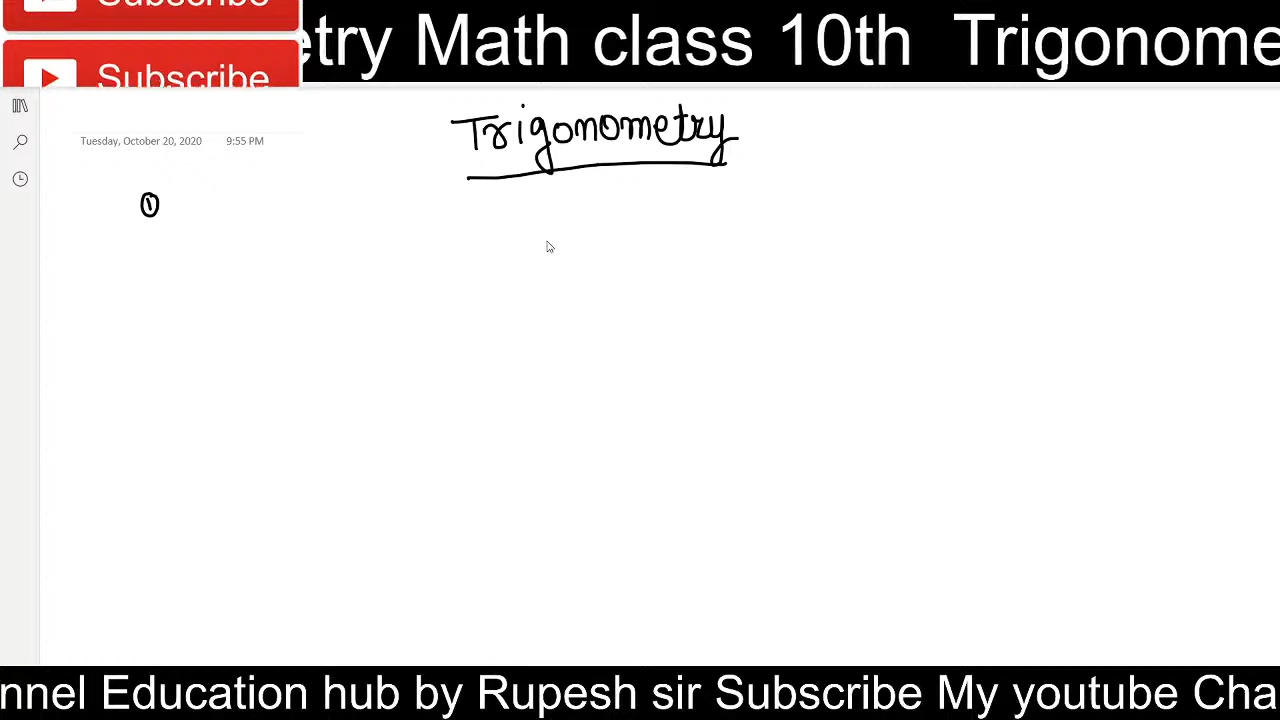 Subscribe
etry Math class 10th Trigonome
Subscribe
Trigonometry
Tuesday, October 20, 2020 9:55 PM
①
nnel Education hub by Rupesh sir Subscribe My youtube Cha